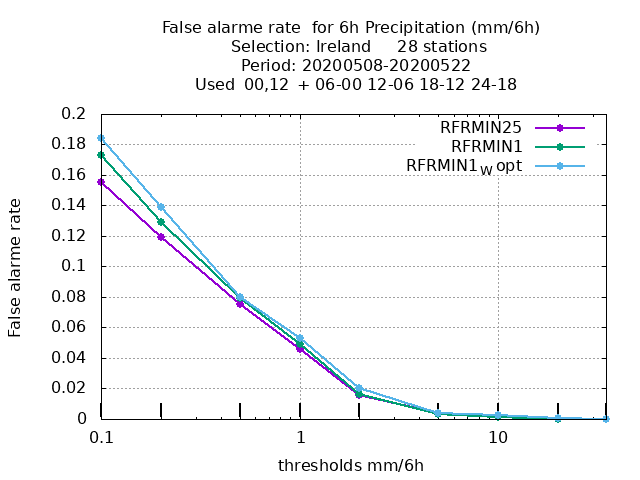 False alarme rate  for 6h Precipitation (mm/6h)
Selection: Ireland     28 stations
Period: 20200508-20200522
Used  00,12  + 06-00 12-06 18-12 24-18
RFRMIN25
RFRMIN1
RFRMIN1w opt
False alarme rate
0.2
0.18
0.16
0.14
0.12
0.1
0.08
0.06
0.04
0.02
0
0.1
1
10
thresholds mm/6h